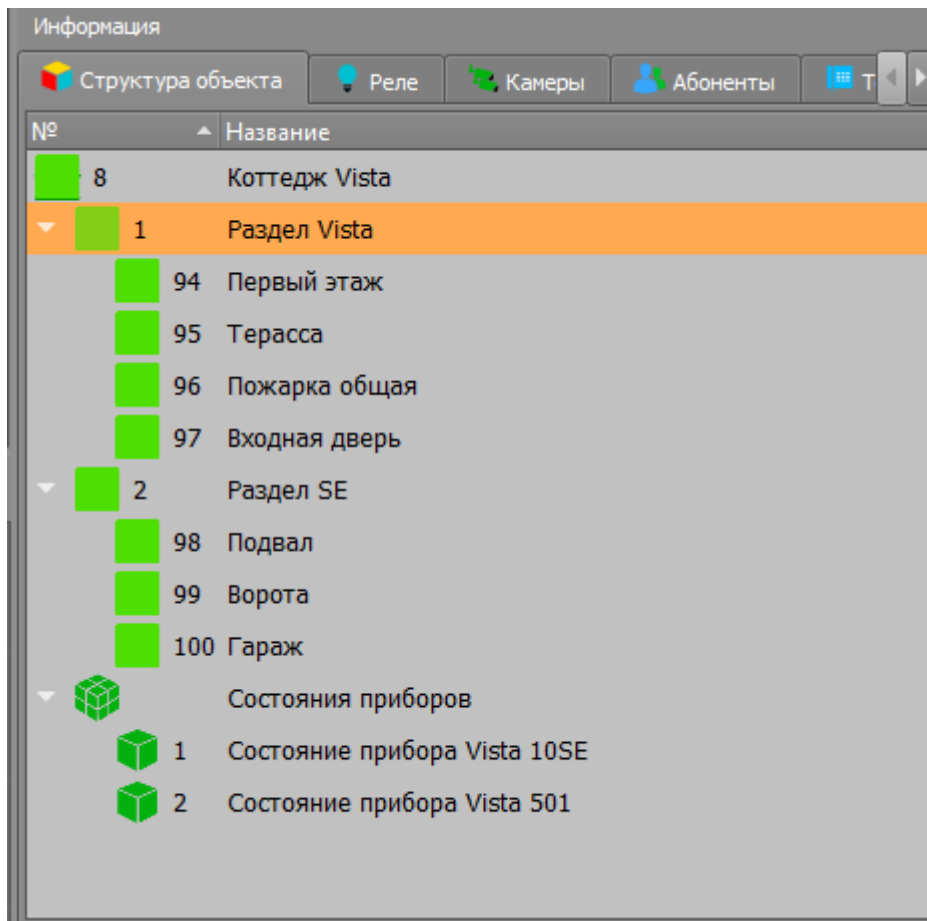 Информация
Структура объекта Реле Камеры Абоненты Т
№ Название
8 Коттедж Vista
1 Раздел Vista
94 Первый этаж
95 Терасса
96 Пожарка общая
97 Входная дверь
2 Раздел SE
98 Подвал
99 Ворота
100 Гараж
Состояния приборов
1 Состояние прибора Vista 10SE
2 Состояние прибора Vista 501